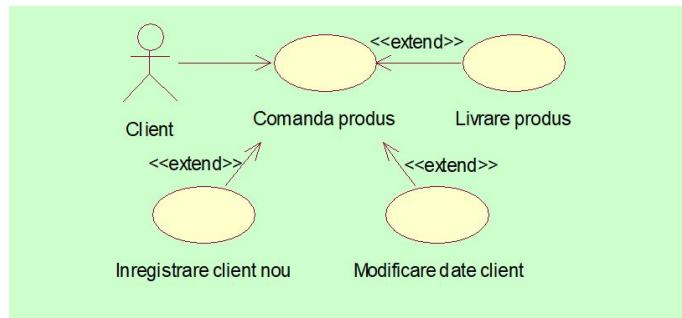 <<extend>>
Client
Comanda produs
Livrare produs
<<extend>>
<<extend>>
Inregistrare client nou
Modificare date client